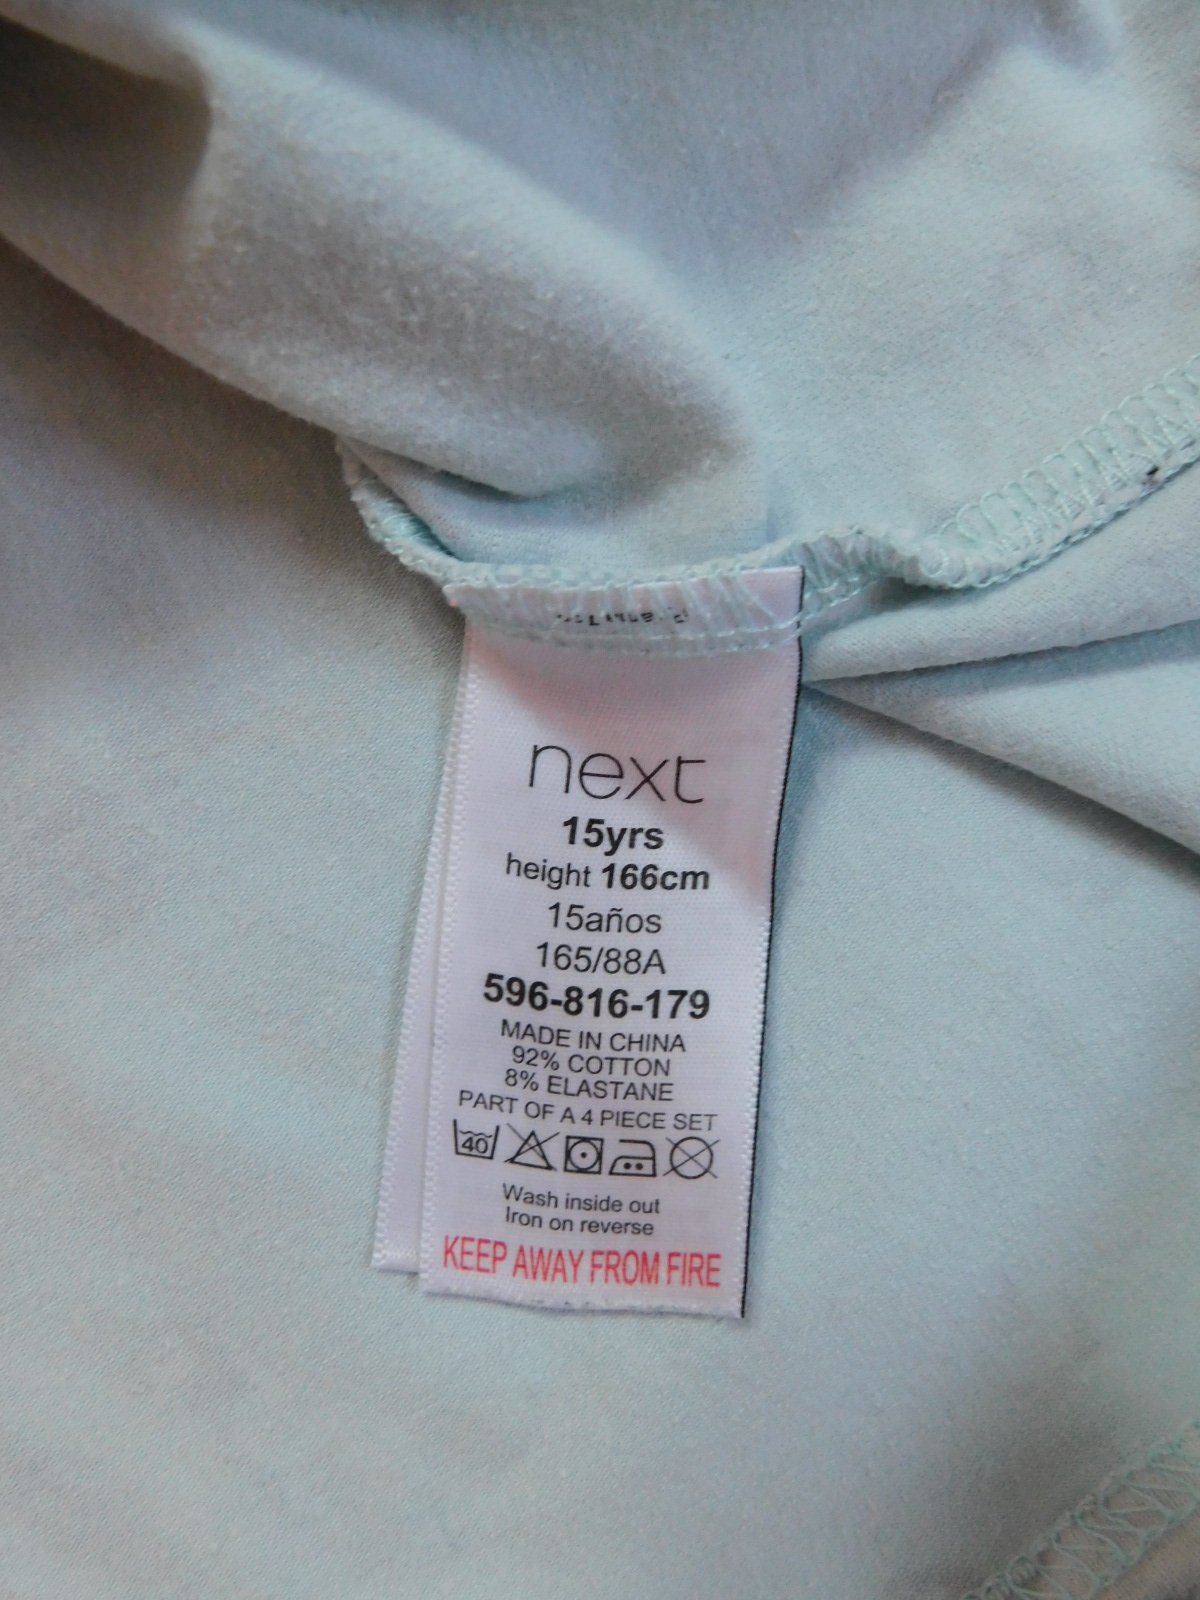 next
15yrs
height 166cm
15años
165/88A
596-816-179
MADE IN CHINA
92% COTTON
8% ELASTANE
PART OF A 4 PIECE SET
40
Wash inside out
Iron on reverse
KEEP AWAY FROM FIRE